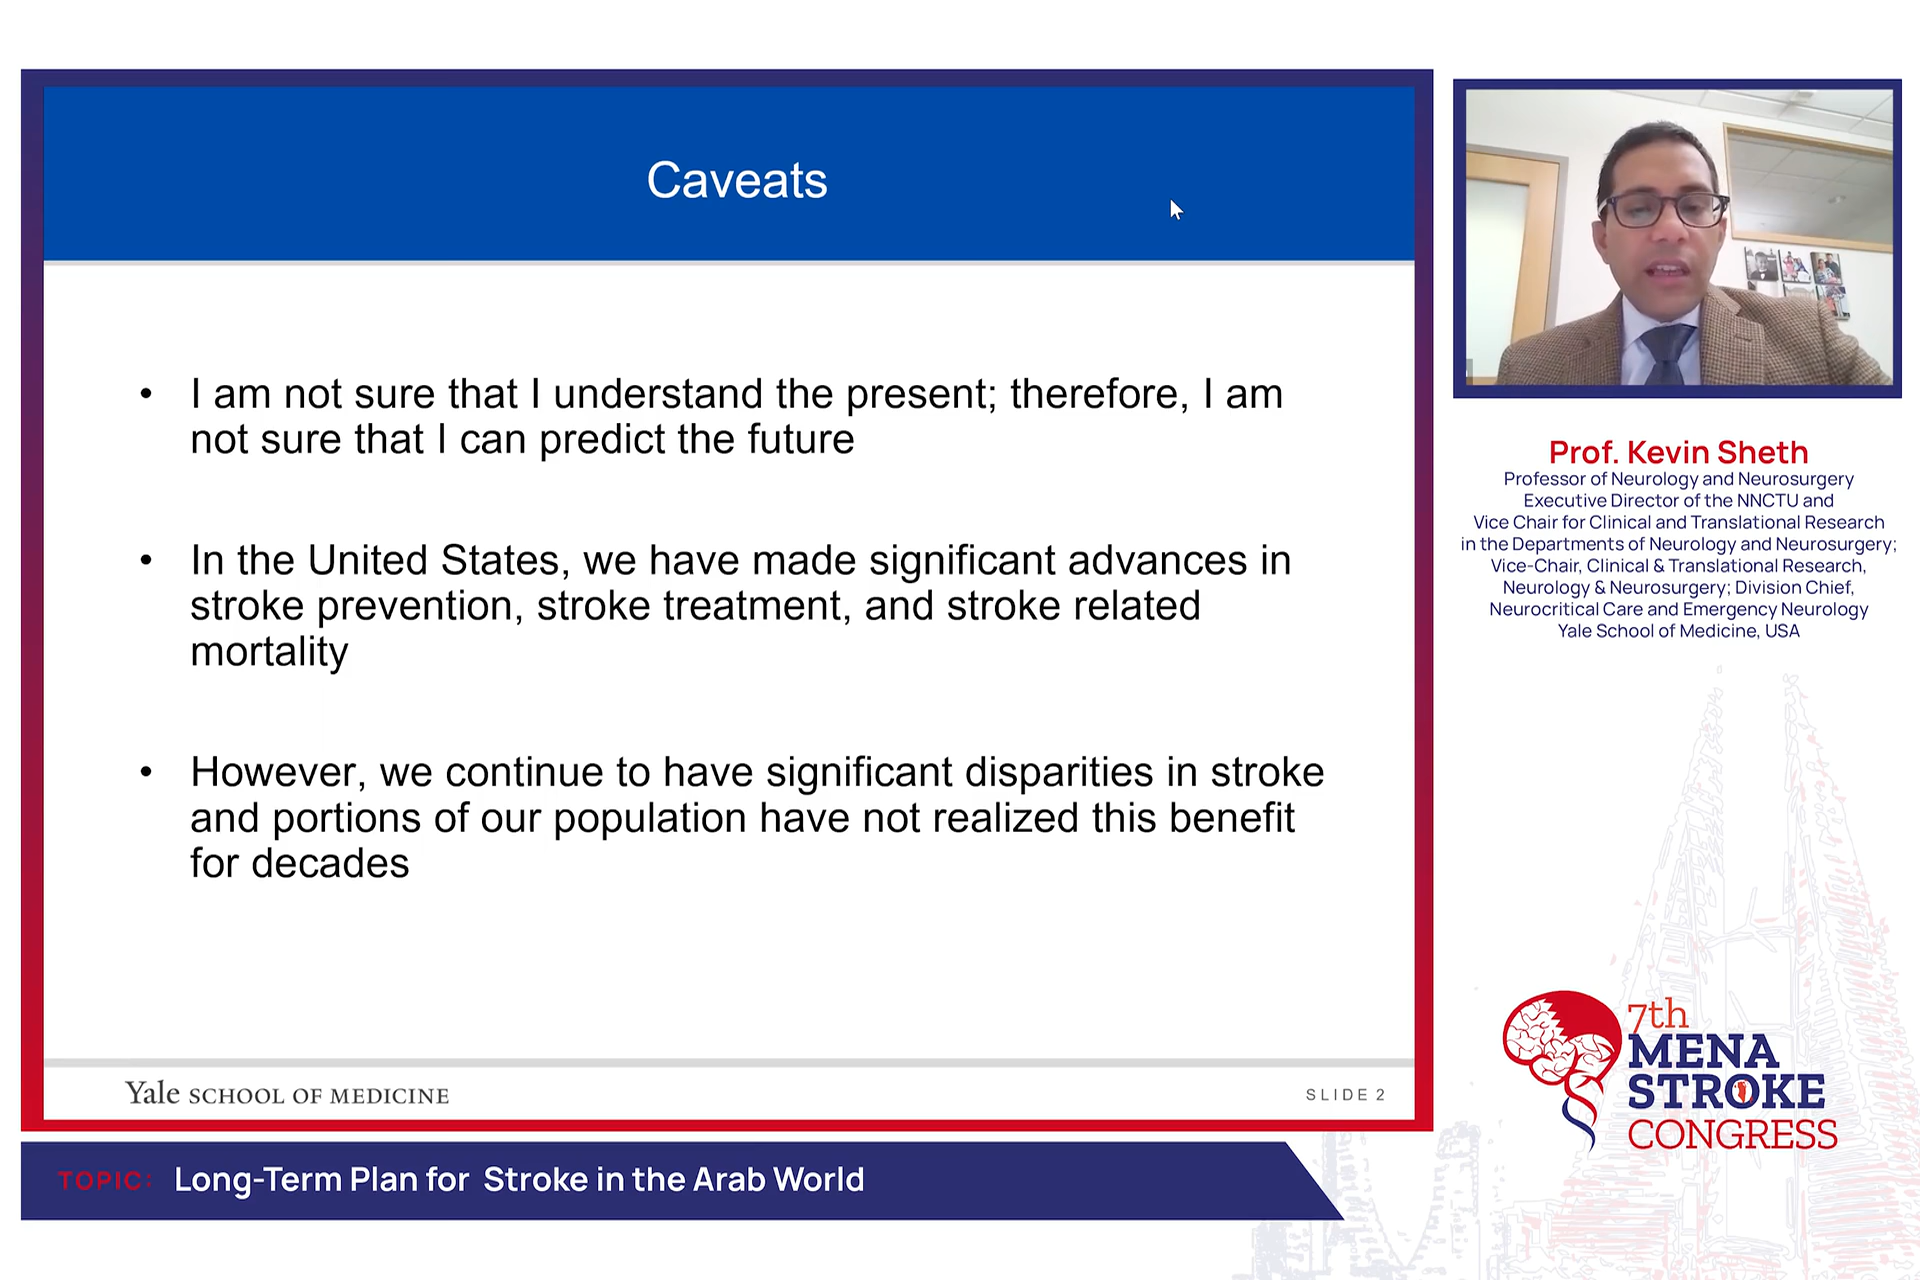 Caveats
• I am not sure that I understand the present; therefore, I am
not sure that I can predict the future
• In the United States, we have made significant advances in
stroke prevention, stroke treatment, and stroke related
mortality
• However, we continue to have significant disparities in stroke
and portions of our population have not realized this benefit
for decades
Yale SCHOOL OF MEDICINE
SLIDE 2
TOPIC: Long-Term Plan for Stroke in the Arab World
Prof. Kevin Sheth
Professor of Neurology and Neurosurgery
Executive Director of the NNCTU and
Vice Chair for Clinical and Translational Research
in the Departments of Neurology and Neurosurgery;
Vice-Chair, Clinical & Translational Research,
Neurology & Neurosurgery; Division Chief,
Neurocritical Care and Emergency Neurology
Yale School of Medicine, USA
7th
MENA
STROKE
CONGRESS